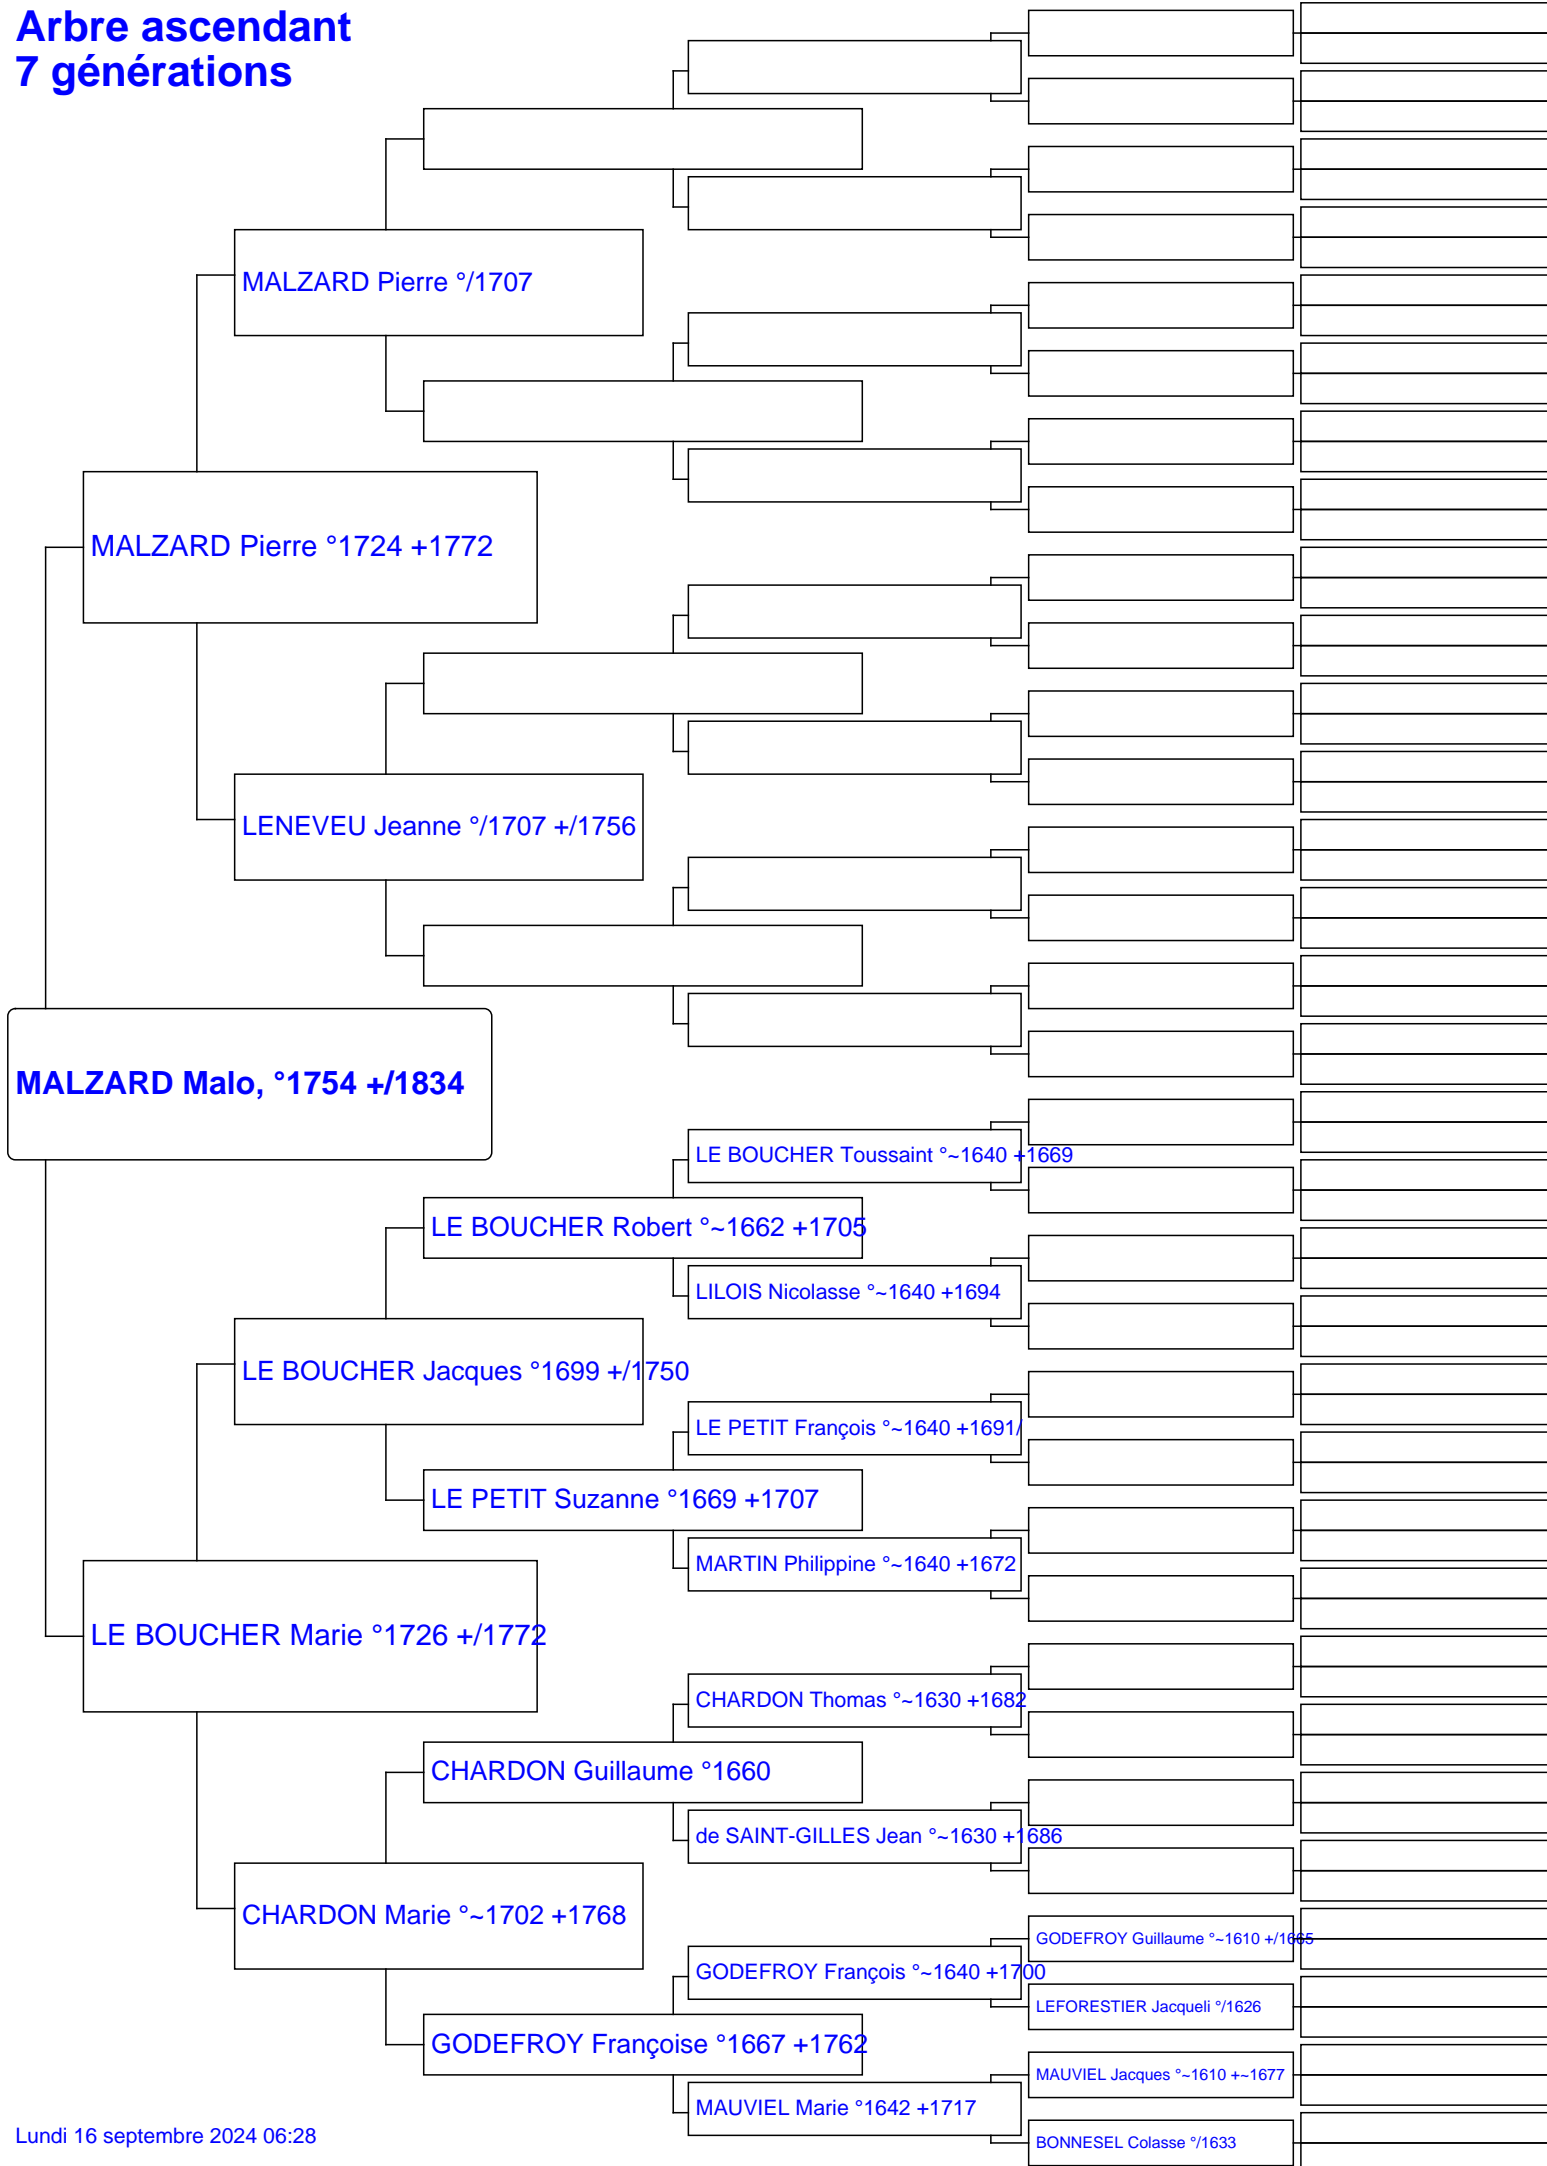 Arbre ascendant
7 générations
MALZARD Pierre °/1707
MALZARD Pierre °1724 +1772
LENEVEU Jeanne °/1707 +/1756
MALZARD Malo, °1754 +/1834
LE BOUCHER Toussaint °~1640 +1669
LE BOUCHER Robert °~1662 +1705
LILOIS Nicolasse °~1640 +1694
LE BOUCHER Jacques °1699 +/1750
LE PETIT François °~1640 +1691/
LE PETIT Suzanne °1669 +1707
MARTIN Philippine °~1640 +1672
LE BOUCHER Marie °1726 +/1772
CHARDON Thomas °~1630 +1682
CHARDON Guillaume °1660
de SAINT-GILLES Jean °~1630 +1686
CHARDON Marie °~1702 +1768
GODEFROY Guillaume °~1610 +/1665
GODEFROY François °~1640 +1700
LEFORESTIER Jacqueli °/1626
GODEFROY Françoise °1667 +1762
MAUVIEL Jacques °~1610 +~1677
MAUVIEL Marie °1642 +1717
BONNESEL Colasse °/1633
Lundi 16 septembre 2024 06:28